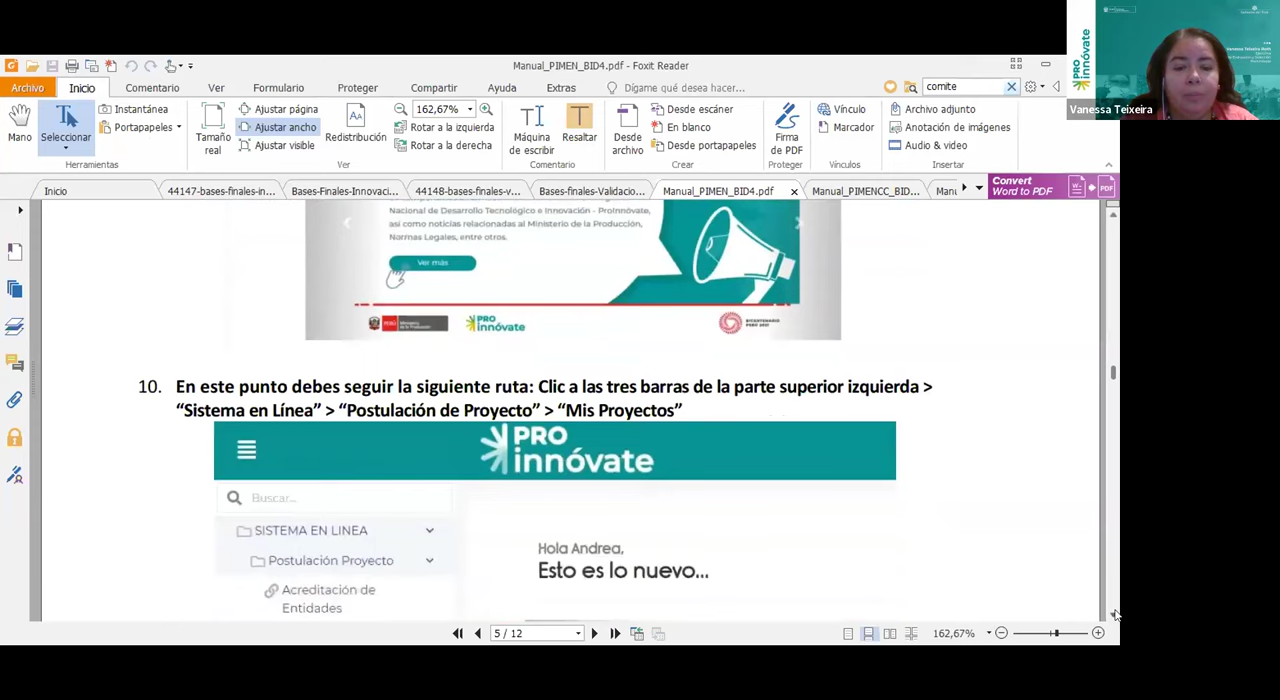 PRO innóvate
Vanessa Teixeira
Manual_PIMEN_BID4.pdf - Foxit Reader
Archivo
Inicio
Comentario
Ver
Formulario
Proteger
Compartir
Ayuda
Extras
Dígame qué desea hacer...
comite
Mano
Seleccionar
Instantánea
Portapapeles
Herramientas
Tamaño real
Ajustar página
Ajustar ancho
Ajustar visible
Redistribución
162,67%
Rotar a la izquierda
Rotar a la derecha
Ver
Máquina de escribir
Resaltar
Comentario
Desde archivo
Desde escáner
En blanco
Desde portapapeles
Crear
Firma de PDF
Proteger
Vínculo
Marcador
Vínculos
Archivo adjunto
Anotación de imágenes
Audio & video
Insertar
Inicio
44147-bases-finales-in...
Bases-Finales-Innovaci...
44148-bases-finales-v...
Bases-finales-Validacio...
Manual_PIMEN_BID4.pdf
Manual_PIMENCC_BID...
Manu
Convert
Word to PDF
Nacional de Desarrollo Tecnológico e Innovación - ProInnóvate,
así como noticias relacionadas al Ministerio de la Producción,
Normas Legales, entre otros.
Ver más
PERÚ
PRO
innóvate
BICENTENARIO
PERÚ 2021
10. En este punto debes seguir la siguiente ruta: Clic a las tres barras de la parte superior izquierda >
“Sistema en Línea” > “Postulación de Proyecto” > “Mis Proyectos”
PRO
innóvate
Buscar...
SISTEMA EN LINEA
Postulación Proyecto
Acreditación de
Entidades
Hola Andrea,
Esto es lo nuevo...
5 / 12
162,67%